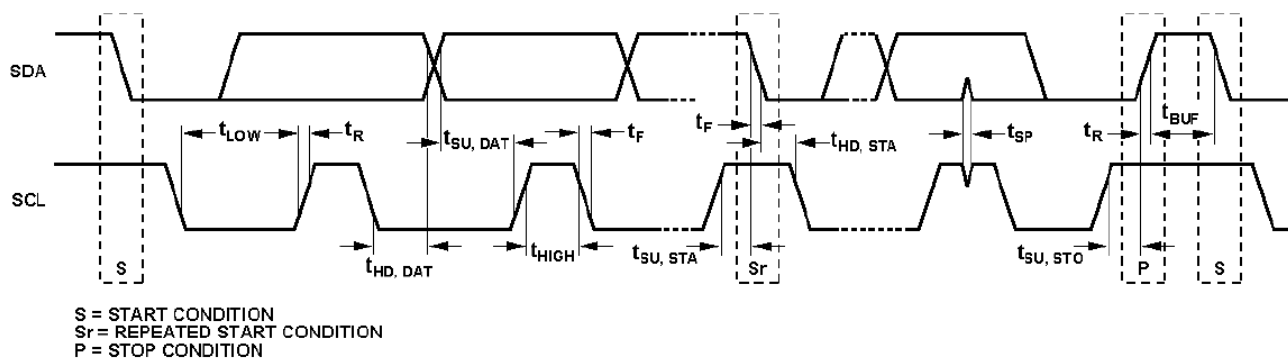 SDA
t_LOW
t_R
t_SU, DAT
t_F
t_F
t_HD, STA
t_SP
t_R
t_BUF
SCL
t_HD, DAT
t_HIGH
t_SU, STA
t_SU, STO
S
Sr
P
S
S = START CONDITION
Sr = REPEATED START CONDITION
P = STOP CONDITION